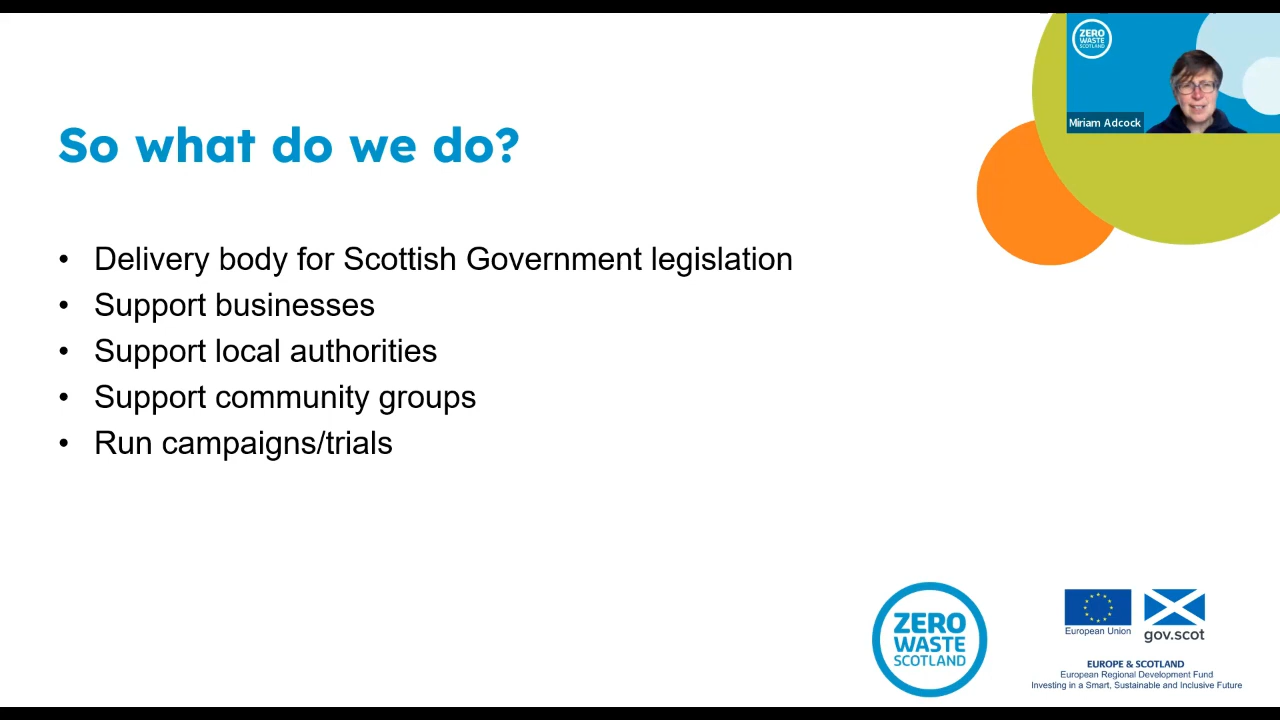 ZERO
WASTE
SCOTLAND
Miriam Adcock
So what do we do?
• Delivery body for Scottish Government legislation
• Support businesses
• Support local authorities
• Support community groups
• Run campaigns/trials
ZERO
WASTE
SCOTLAND
European Union
gov.scot
EUROPE & SCOTLAND
European Regional Development Fund
Investing in a Smart, Sustainable and Inclusive Future